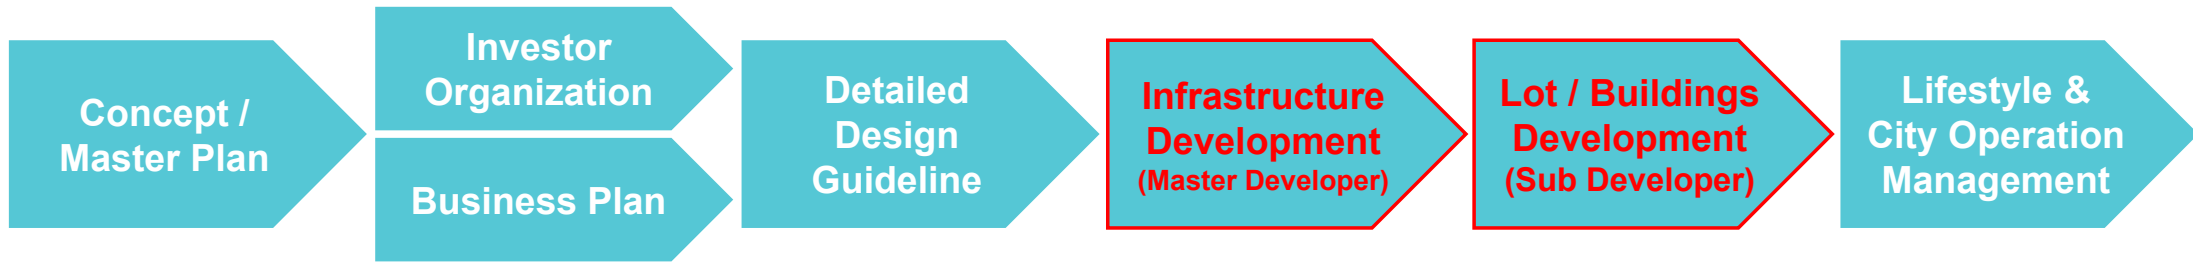 Concept /
Master Plan
Investor
Organization
Business Plan
Detailed
Design
Guideline
Infrastructure
Development
(Master Developer)
Lot / Buildings
Development
(Sub Developer)
Lifestyle &
City Operation
Management